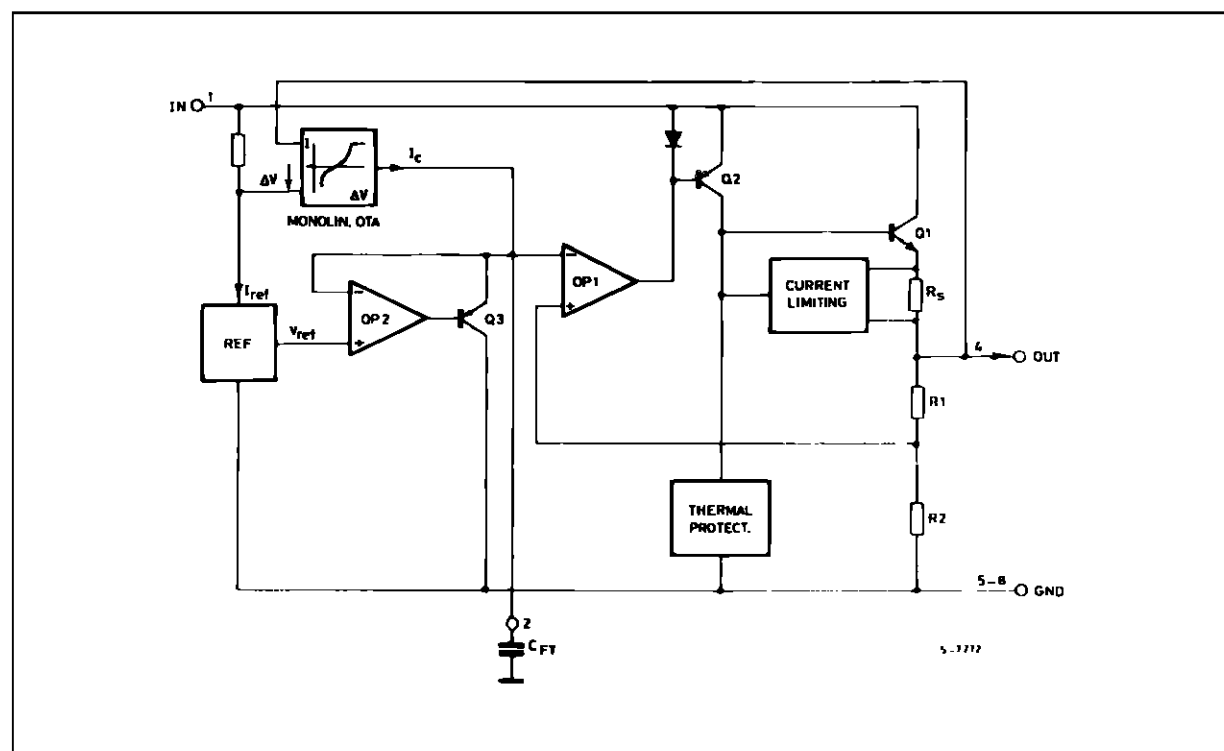 IN 1
I
I_c
ΔV
ΔV
MONOLIN, OTA
Q2
Q1
I_ref
OP1
CURRENT
LIMITING
R_s
OP2
Q3
REF
V_ref
4
OUT
R1
THERMAL
PROTECT.
R2
5-8
GND
2
C_FT